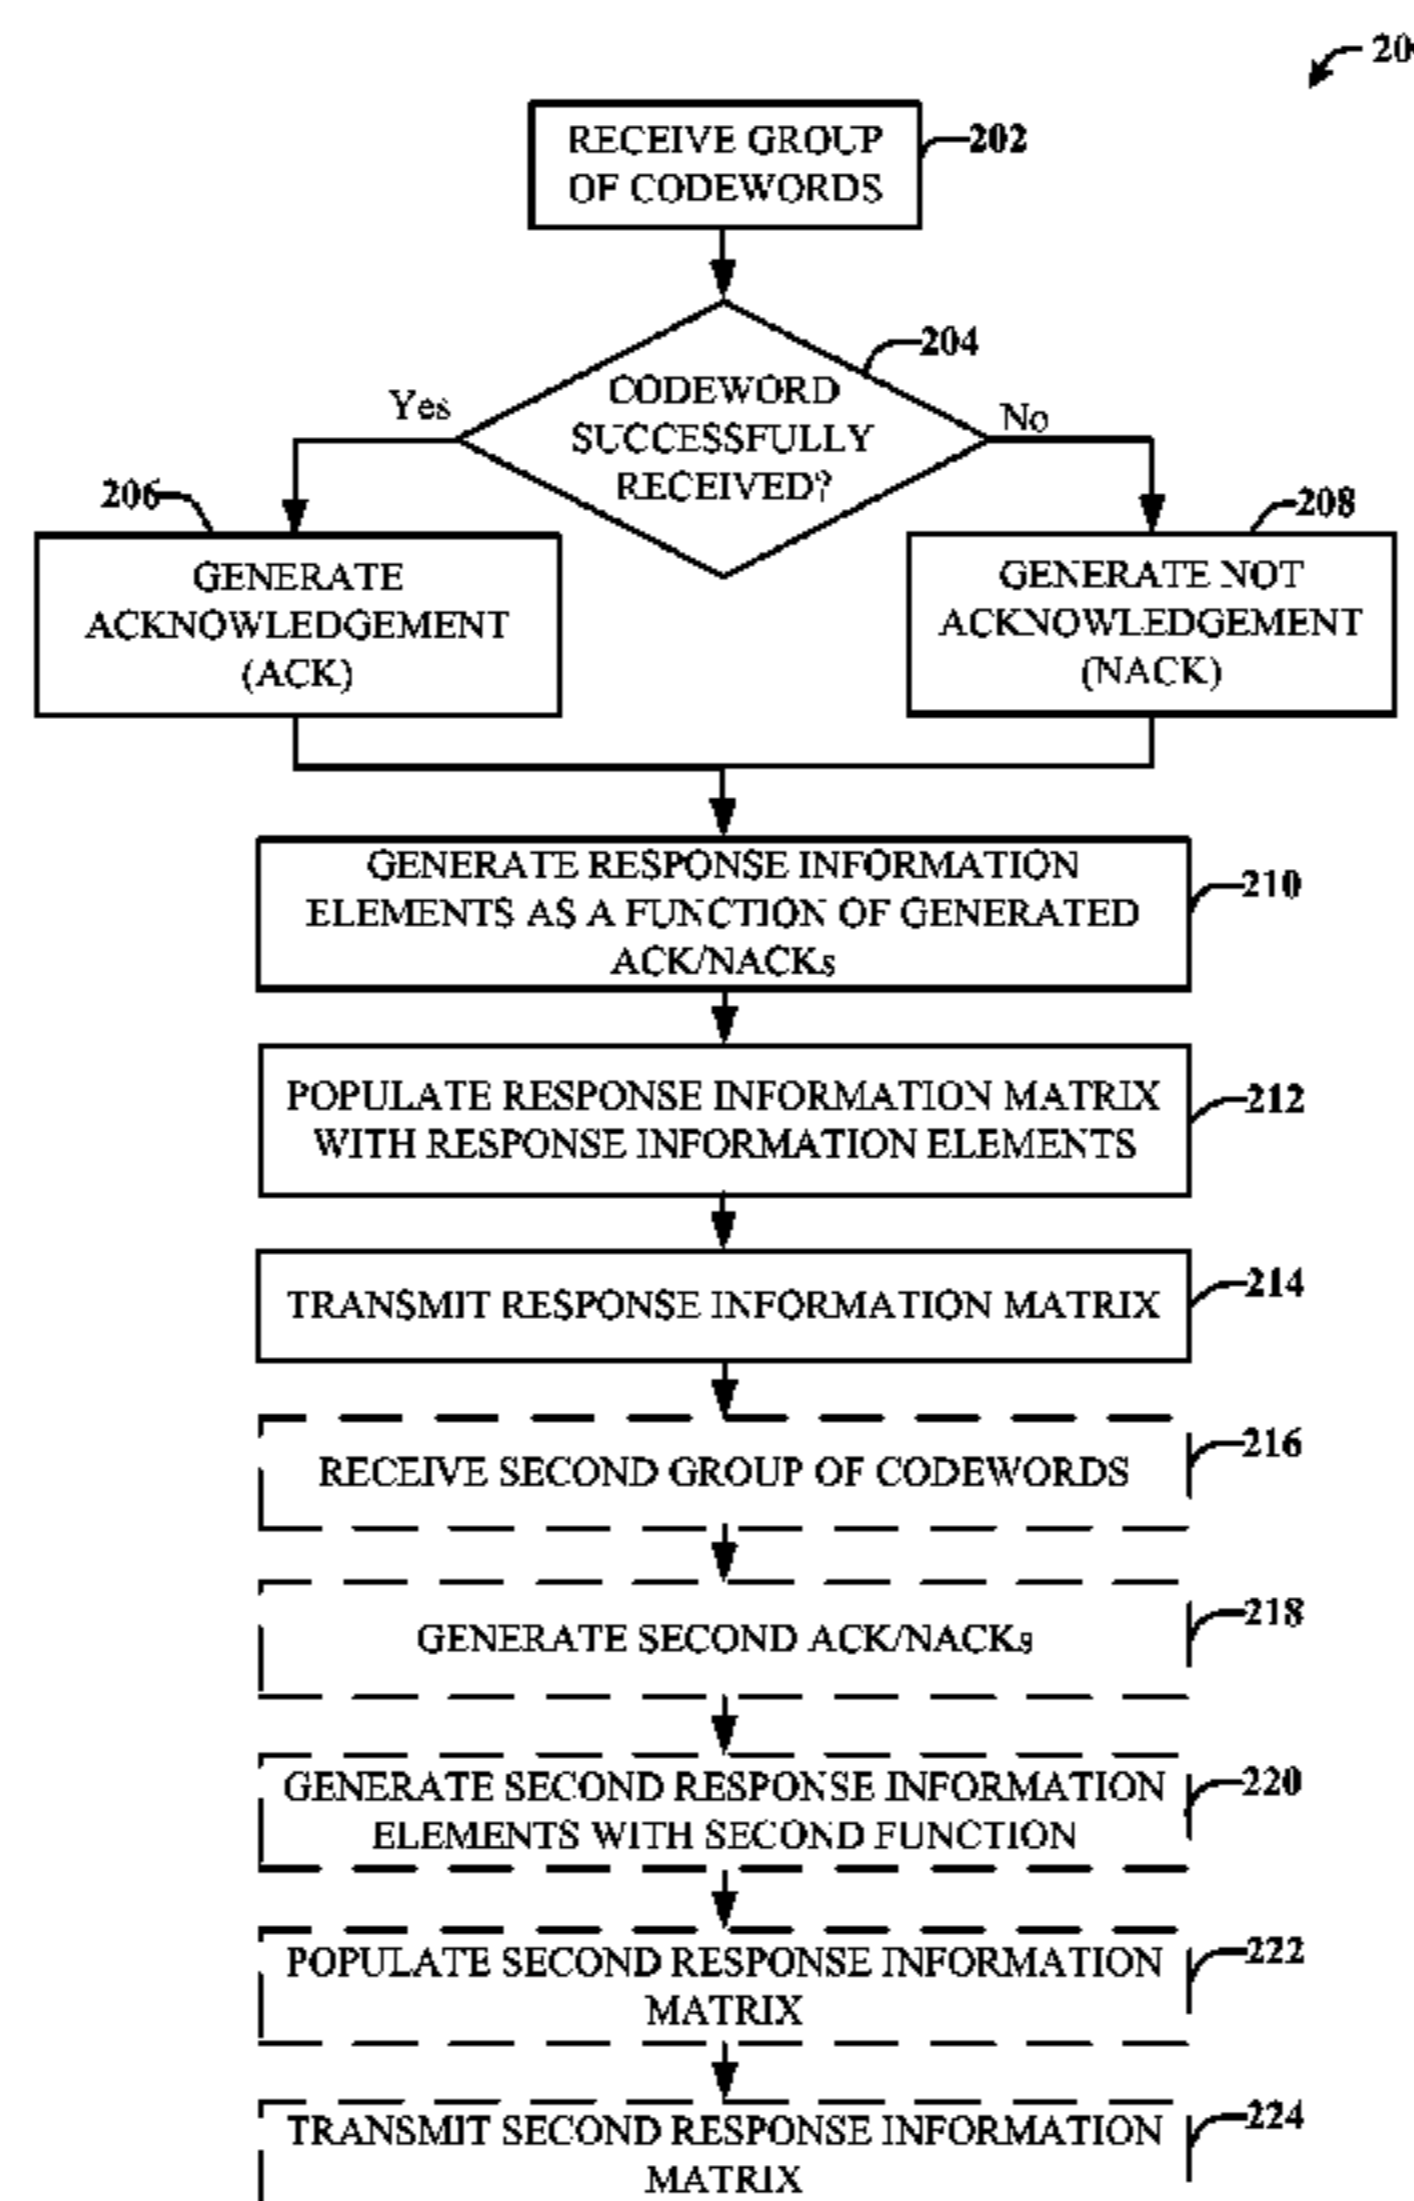 20
RECEIVE GROUP
OF CODEWORDS
202
204
CODEWORD
SUCCESSFULLY
RECEIVED?
Yes
No
206
208
GENERATE
ACKNOWLEDGEMENT
(ACK)
GENERATE NOT
ACKNOWLEDGEMENT
(NACK)
GENERATE RESPONSE INFORMATION
ELEMENTS AS A FUNCTION OF GENERATED
ACK/NACKs
210
POPULATE RESPONSE INFORMATION MATRIX
WITH RESPONSE INFORMATION ELEMENTS
212
TRANSMIT RESPONSE INFORMATION MATRIX
214
RECEIVE SECOND GROUP OF CODEWORDS
216
GENERATE SECOND ACK/NACKs
218
GENERATE SECOND RESPONSE INFORMATION
ELEMENTS WITH SECOND FUNCTION
220
POPULATE SECOND RESPONSE INFORMATION
MATRIX
222
TRANSMIT SECOND RESPONSE INFORMATION
MATRIX
224